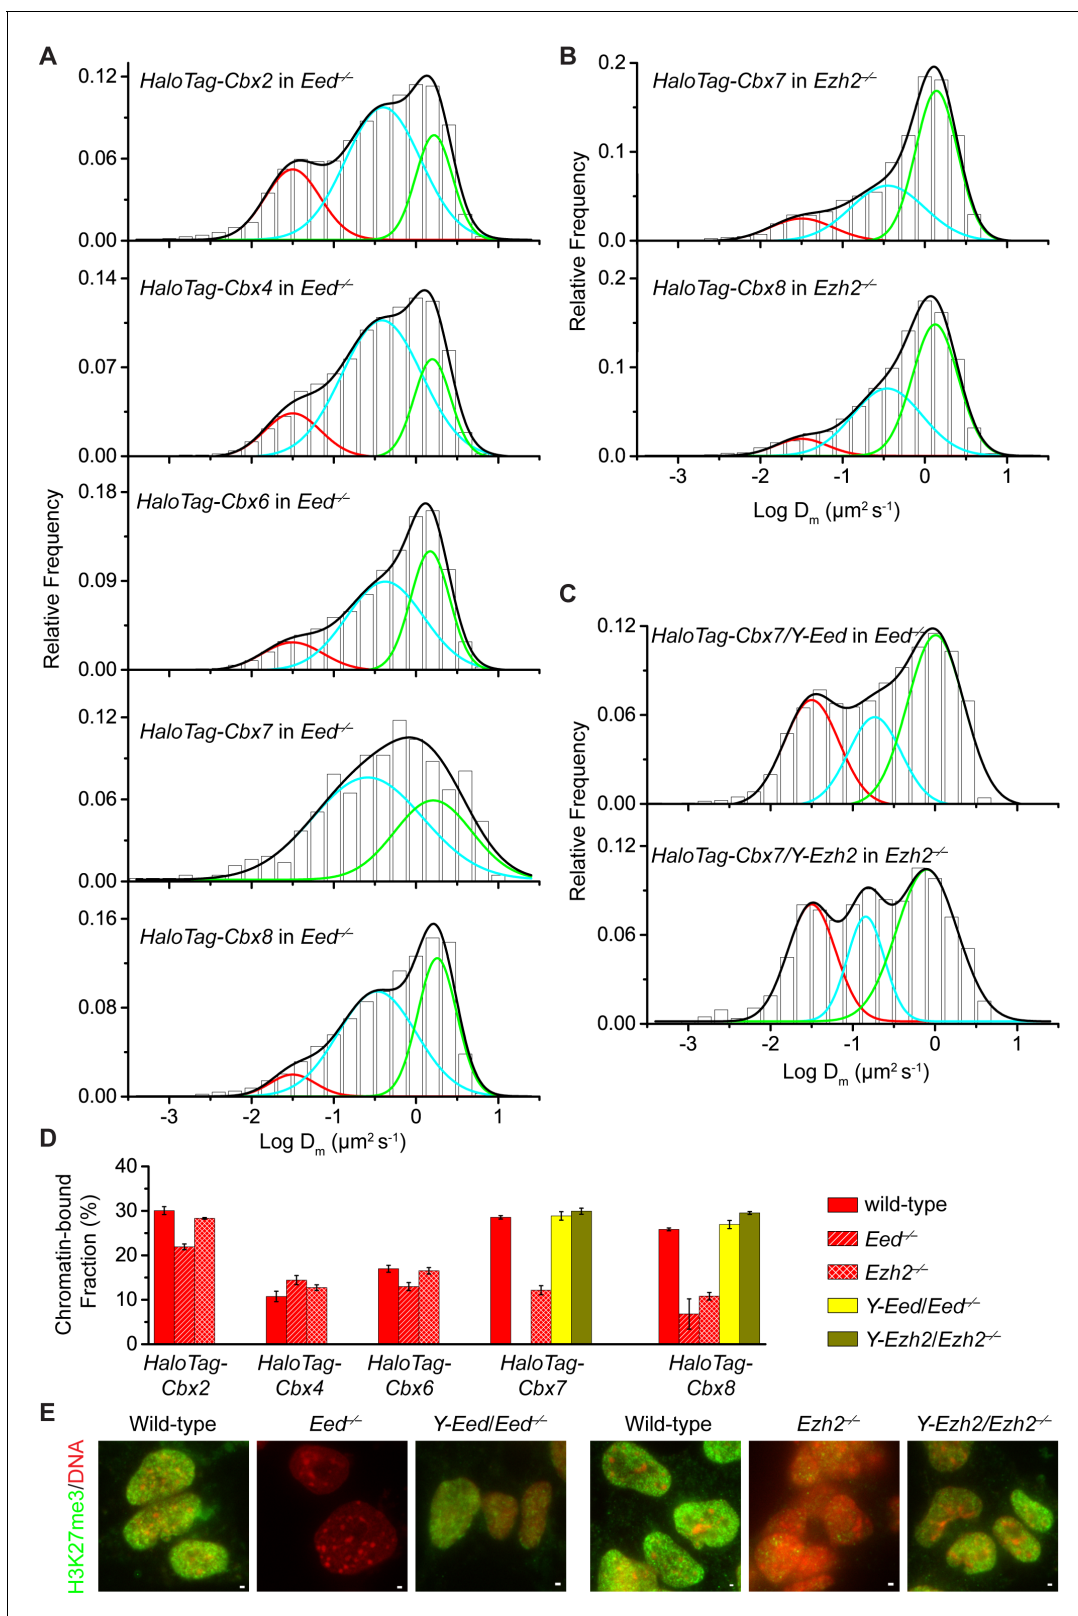 A
HaloTag-Cbx2 in Eed-/-
0.12
0.06
0.00
HaloTag-Cbx4 in Eed-/-
0.14
0.07
0.00
HaloTag-Cbx6 in Eed-/-
0.18
0.09
0.00
Relative Frequency
HaloTag-Cbx7 in Eed-/-
0.12
0.06
0.00
HaloTag-Cbx8 in Eed-/-
0.16
0.08
0.00
-3 -2 -1 0 1
Log Dm (μm² s⁻¹)
B
HaloTag-Cbx7 in Ezh2-/-
0.2
0.1
0.0
Relative Frequency
HaloTag-Cbx8 in Ezh2-/-
0.2
0.1
0.0
-3 -2 -1 0 1
Log Dm (μm² s⁻¹)
C
HaloTag-Cbx7/Y-Eed in Eed-/-
0.12
0.06
0.00
Relative Frequency
HaloTag-Cbx7/Y-Ezh2 in Ezh2-/-
0.12
0.06
0.00
-3 -2 -1 0 1
Log Dm (μm² s⁻¹)
D
Chromatin-bound
Fraction (%)
40
30
20
10
0
HaloTag-
Cbx2
HaloTag-
Cbx4
HaloTag-
Cbx6
HaloTag-
Cbx7
HaloTag-
Cbx8
wild-type
Eed-/-
Ezh2-/-
Y-Eed/Eed-/-
Y-Ezh2/Ezh2-/-
E
H3K27me3/DNA
Wild-type
Eed-/-
Y-Eed/Eed-/-
Wild-type
Ezh2-/-
Y-Ezh2/Ezh2-/-